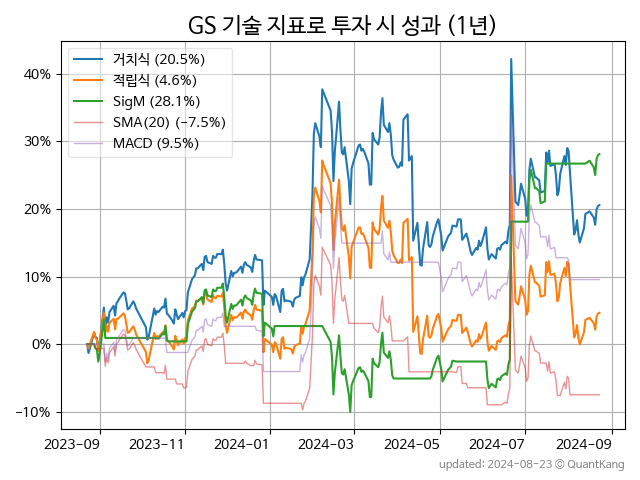 GS 기술 지표로 투자 시 성과 (1년)
거치식 (20.5%)
적립식 (4.6%)
SigM (28.1%)
SMA(20) (−7.5%)
MACD (9.5%)
40%
30%
20%
10%
0%
−10%
2023-09 2023-11 2024-01 2024-03 2024-05 2024-07 2024-09
updated: 2024-08-23 © QuantKang